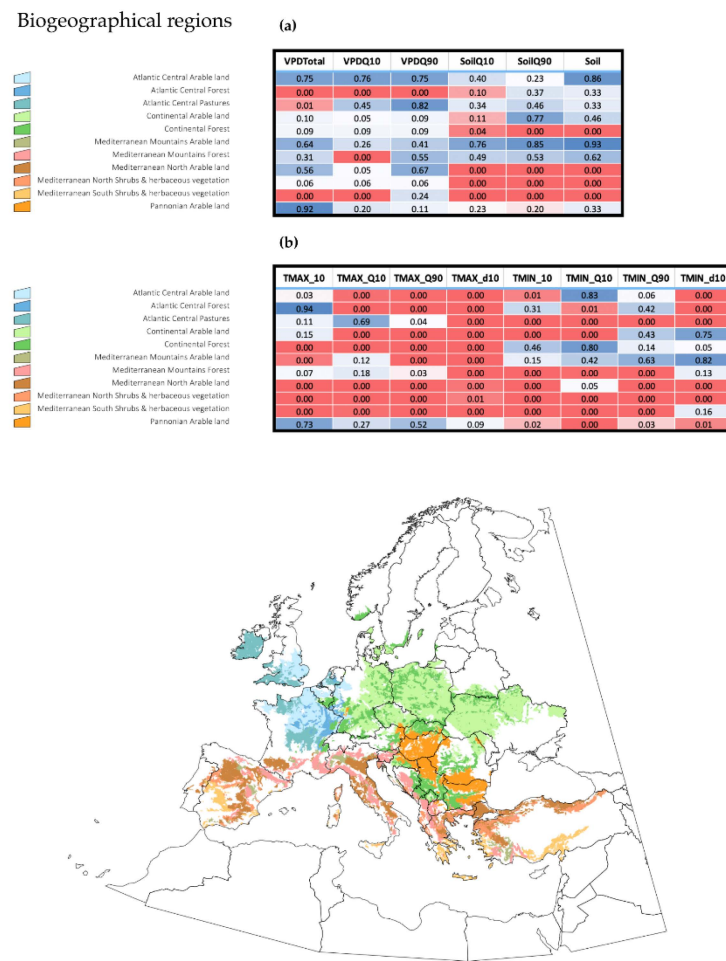 Biogeographical regions
(a)
VPDTotal VPDQ10 VPDQ90 SoilQ10 SoilQ90 Soil
Atlantic Central Arable land 0.75 0.76 0.75 0.40 0.23 0.86
Atlantic Central Forest 0.00 0.00 0.00 0.10 0.37 0.33
Atlantic Central Pastures 0.01 0.45 0.82 0.34 0.46 0.33
Continental Arable land 0.10 0.05 0.09 0.11 0.77 0.46
Continental Forest 0.09 0.09 0.09 0.04 0.00 0.00
Mediterranean Mountains Arable land 0.64 0.26 0.41 0.76 0.85 0.93
Mediterranean Mountains Forest 0.31 0.00 0.55 0.49 0.53 0.62
Mediterranean North Arable land 0.56 0.05 0.67 0.00 0.00 0.00
Mediterranean North Shrubs & herbaceous vegetation 0.06 0.06 0.06 0.00 0.00 0.00
Mediterranean South Shrubs & herbaceous vegetation 0.00 0.00 0.24 0.00 0.00 0.00
Pannonian Arable land 0.92 0.20 0.11 0.23 0.20 0.33
(b)
TMAX_10 TMAX_Q10 TMAX_Q90 TMAX_d10 TMIN_10 TMIN_Q10 TMIN_Q90 TMIN_d10
Atlantic Central Arable land 0.03 0.00 0.00 0.00 0.01 0.83 0.06 0.00
Atlantic Central Forest 0.94 0.00 0.00 0.00 0.31 0.01 0.42 0.00
Atlantic Central Pastures 0.11 0.69 0.04 0.00 0.00 0.00 0.00 0.00
Continental Arable land 0.15 0.00 0.00 0.00 0.00 0.00 0.43 0.75
Continental Forest 0.00 0.00 0.00 0.00 0.46 0.80 0.14 0.05
Mediterranean Mountains Arable land 0.00 0.12 0.00 0.00 0.15 0.42 0.63 0.82
Mediterranean Mountains Forest 0.07 0.18 0.03 0.00 0.00 0.00 0.00 0.13
Mediterranean North Arable land 0.00 0.00 0.00 0.00 0.00 0.05 0.00 0.00
Mediterranean North Shrubs & herbaceous vegetation 0.00 0.00 0.00 0.01 0.00 0.00 0.00 0.00
Mediterranean South Shrubs & herbaceous vegetation 0.00 0.00 0.00 0.00 0.00 0.00 0.00 0.16
Pannonian Arable land 0.73 0.27 0.52 0.09 0.02 0.00 0.03 0.01